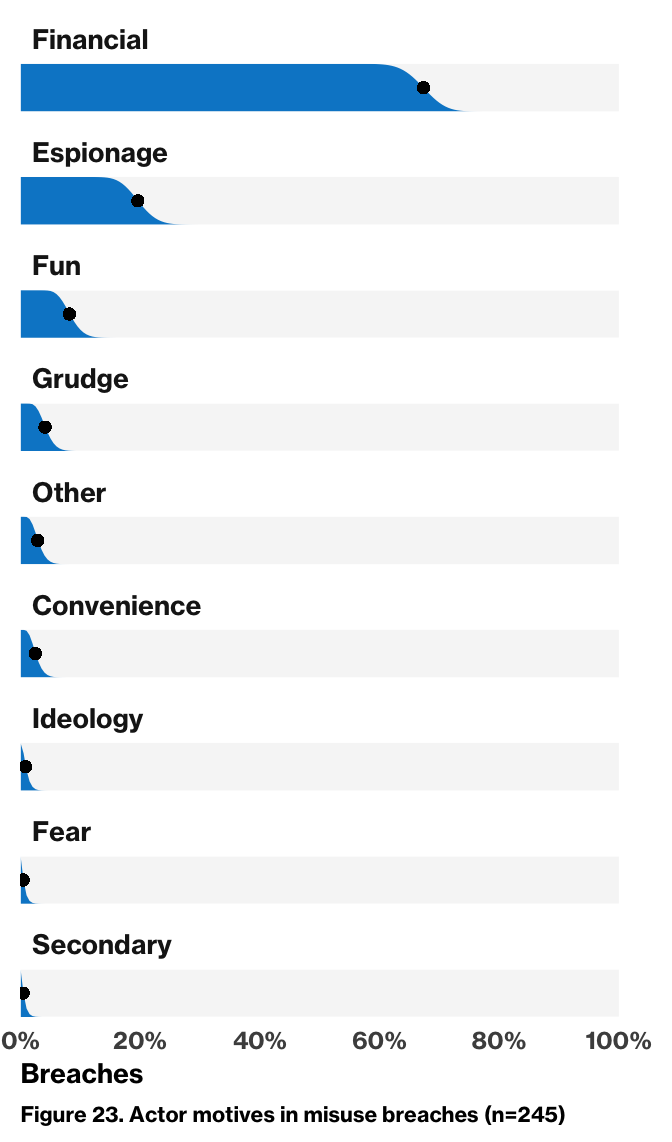 Financial
Espionage
Fun
Grudge
Other
Convenience
Ideology
Fear
Secondary
0% 20% 40% 60% 80% 100%
Breaches
Figure 23. Actor motives in misuse breaches (n=245)